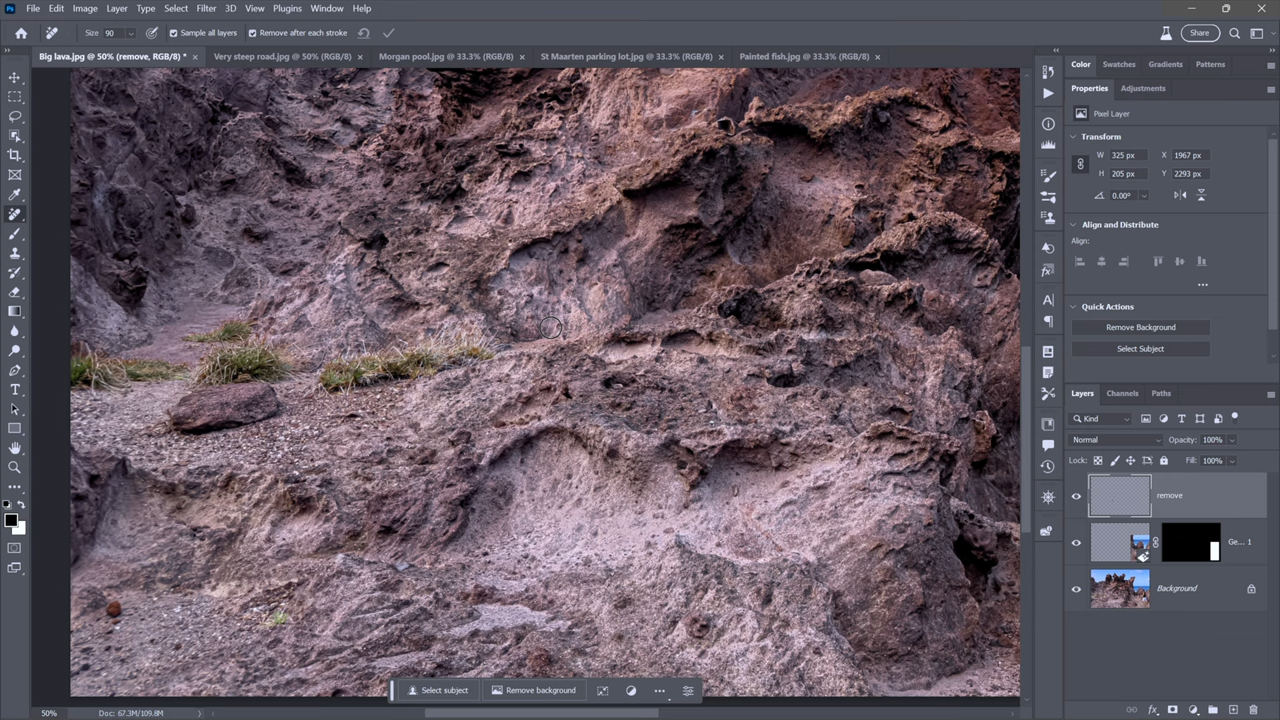 Ps File Edit Image Layer Type Select Filter 3D View Plugins Window Help
Size 90 Sample all layers Remove after each stroke Share
Big lava.jpg @ 50% (remove, RGB/8) * × Very steep road.jpg @ 50% (RGB/8) × Morgan pool.jpg @ 33.3% (RGB/8) × St Maarten parking lot.jpg @ 33.3% (RGB/8) × Painted fish.jpg @ 33.3% (RGB/8) ×
Color Swatches Gradients Patterns
Properties Adjustments
Pixel Layer
Transform
W 325 px X 1967 px
H 205 px Y 2293 px
0.00°
Align and Distribute
Align:
Quick Actions
Remove Background
Select Subject
Layers Channels Paths
Kind
Normal Opacity: 100%
Lock: Fill: 100%
remove
Ge... 1
Background
Select subject Remove background
50% Doc: 67.3M/109.8M